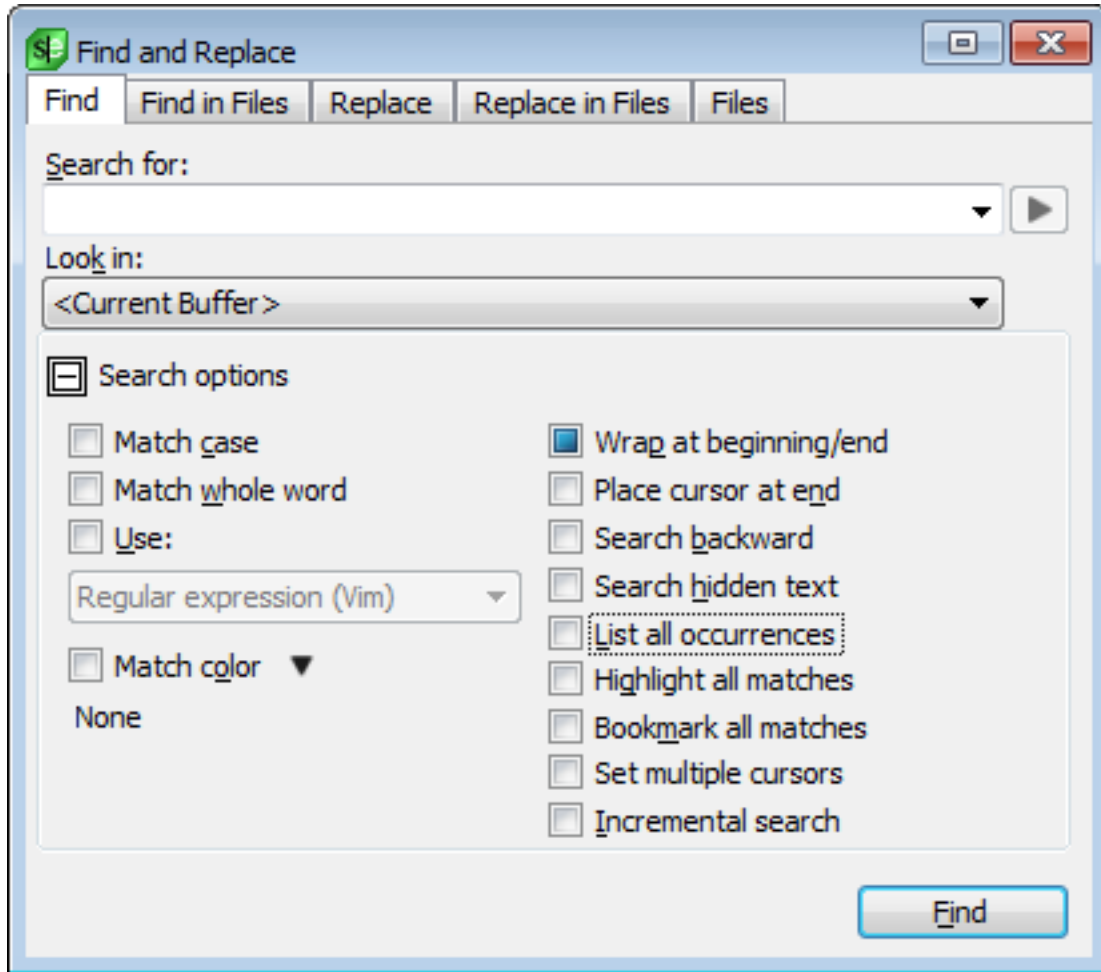 Find and Replace
Find
Find in Files
Replace
Replace in Files
Files
Search for:
Look in:
<Current Buffer>
Search options
Match case
Match whole word
Use:
Regular expression (Vim)
Match color
None
Wrap at beginning/end
Place cursor at end
Search backward
Search hidden text
List all occurrences
Highlight all matches
Bookmark all matches
Set multiple cursors
Incremental search
Find